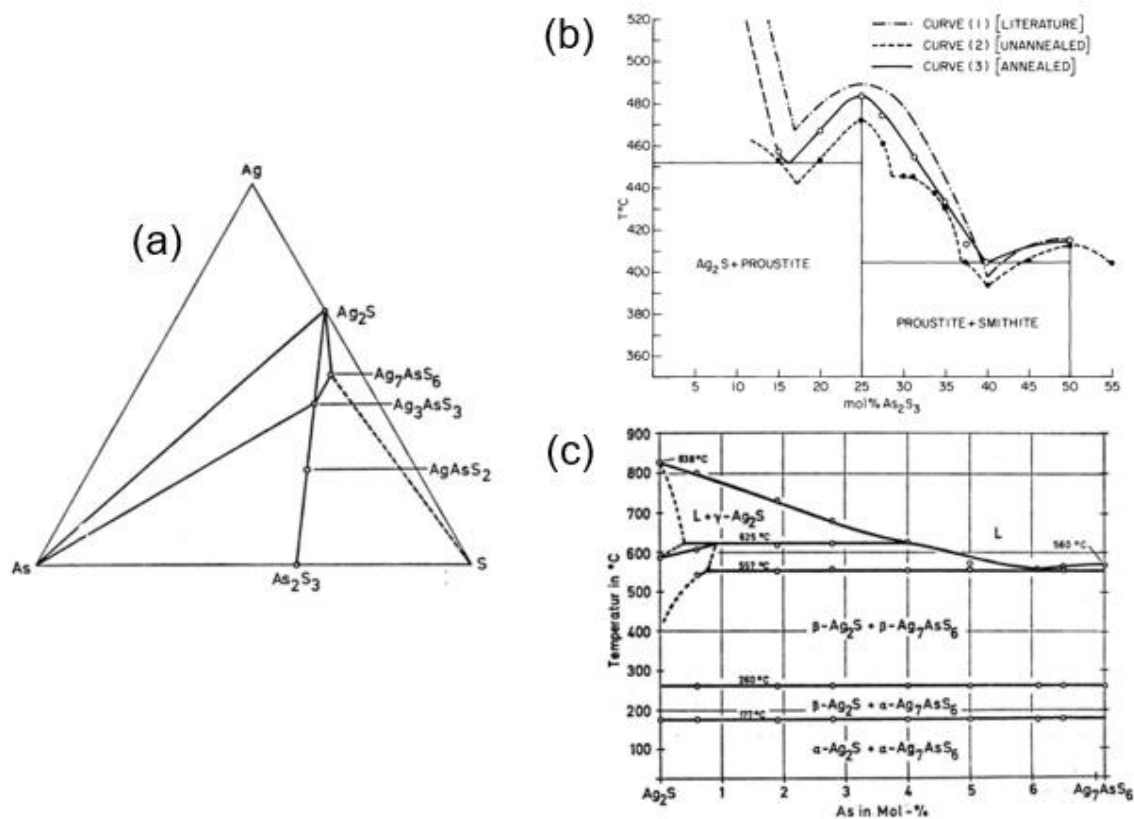 (a)
Ag
Ag₂S
Ag₇AsS₆
Ag₃AsS₃
AgAsS₂
As
As₂S₃
S
(b)
CURVE (1) [LITERATURE]
CURVE (2) [UNANNEALED]
CURVE (3) [ANNEALED]
520
500
480
460
440
420
400
380
360
T°C
Ag₂S + PROUSTITE
PROUSTITE + SMITHITE
5 10 15 20 25 30 35 40 45 50 55
mol% As₂S₃
(c)
900
800
700
600
500
400
300
200
100
Temperatur in °C
838 °C
L + γ-Ag₂S
L
625 °C
560 °C
557 °C
β-Ag₂S + β-Ag₇AsS₆
260 °C
β-Ag₂S + α-Ag₇AsS₆
177 °C
α-Ag₂S + α-Ag₇AsS₆
Ag₂S 1 2 3 4 5 6 Ag₇AsS₆
As in Mol-%